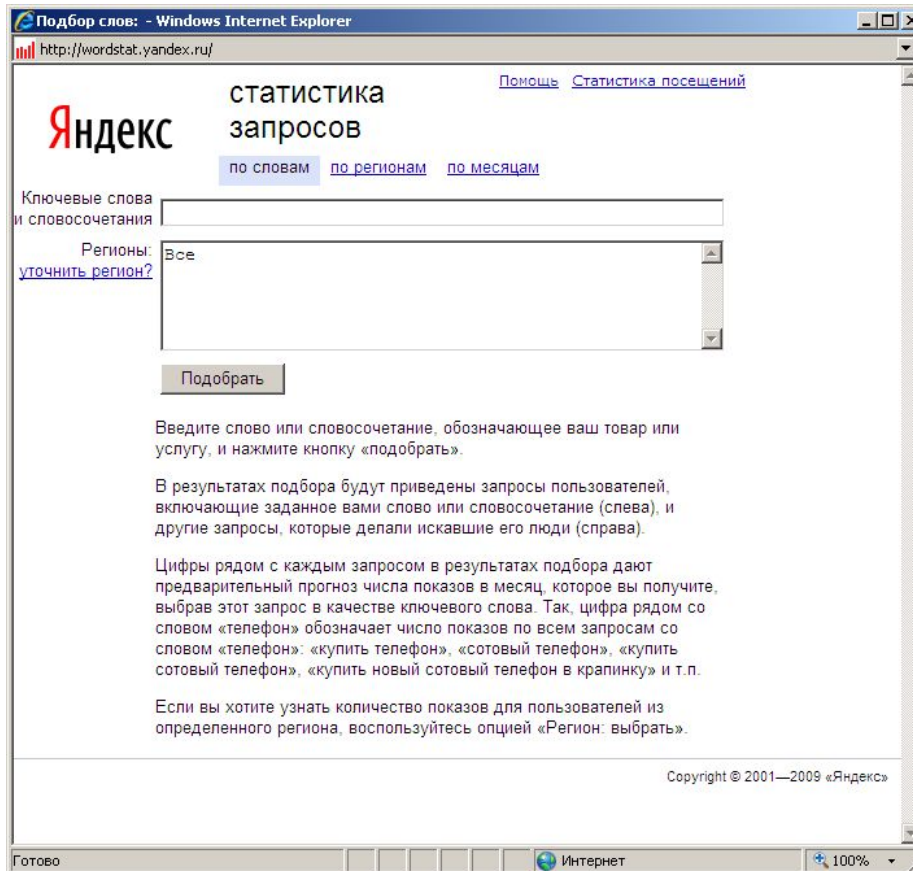 Подбор слов:  - Windows Internet Explorer
http://wordstat.yandex.ru/
Помощь Статистика посещений
Яндекс
статистика
запросов
по словам по регионам по месяцам
Ключевые слова
и словосочетания
Регионы:
уточнить регион?
Все
Подобрать
Введите слово или словосочетание, обозначающее ваш товар или
услугу, и нажмите кнопку «подобрать».
В результатах подбора будут приведены запросы пользователей,
включающие заданное вами слово или словосочетание (слева), и
другие запросы, которые делали искавшие его люди (справа).
Цифры рядом с каждым запросом в результатах подбора дают
предварительный прогноз числа показов в месяц, которое вы получите,
выбрав этот запрос в качестве ключевого слова. Так, цифра рядом со
словом «телефон» обозначает число показов по всем запросам со
словом «телефон»: «купить телефон», «сотовый телефон», «купить
сотовый телефон», «купить новый сотовый телефон в крапинку» и т.п.
Если вы хотите узнать количество показов для пользователей из
определенного региона, воспользуйтесь опцией «Регион: выбрать».
Copyright © 2001—2009 «Яндекс»
Готово
Интернет
100%